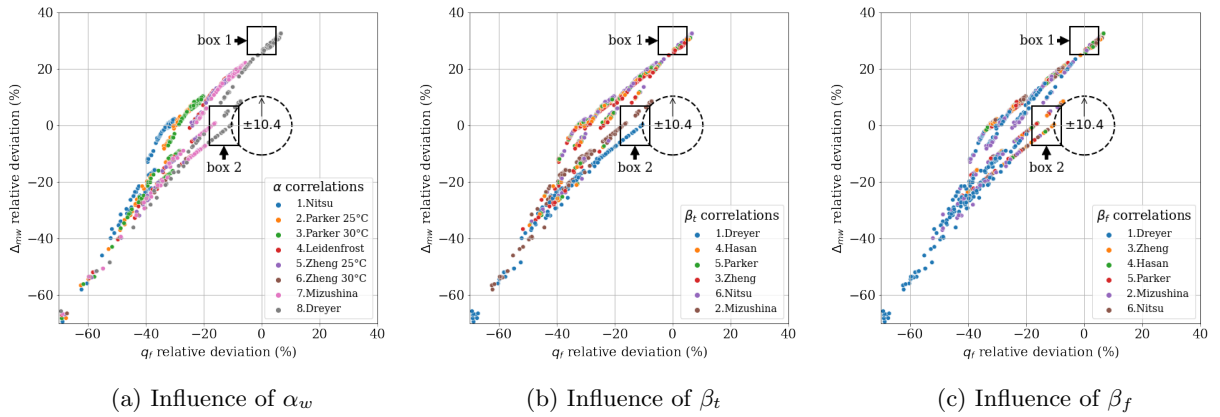 40
20
0
−20
−40
−60
Δmw relative deviation (%)
box 1
±10.4
box 2
α correlations
1.Nitsu
2.Parker 25°C
3.Parker 30°C
4.Leidenfrost
5.Zheng 25°C
6.Zheng 30°C
7.Mizushina
8.Dreyer
−60 −40 −20 0 20 40
qf relative deviation (%)
(a) Influence of αw
40
20
0
−20
−40
−60
Δmw relative deviation (%)
box 1
±10.4
box 2
βt correlations
1.Dreyer
4.Hasan
5.Parker
3.Zheng
6.Nitsu
2.Mizushina
−60 −40 −20 0 20 40
qf relative deviation (%)
(b) Influence of βt
40
20
0
−20
−40
−60
Δmw relative deviation (%)
box 1
±10.4
box 2
βf correlations
1.Dreyer
3.Zheng
4.Hasan
5.Parker
2.Mizushina
6.Nitsu
−60 −40 −20 0 20 40
qf relative deviation (%)
(c) Influence of βf